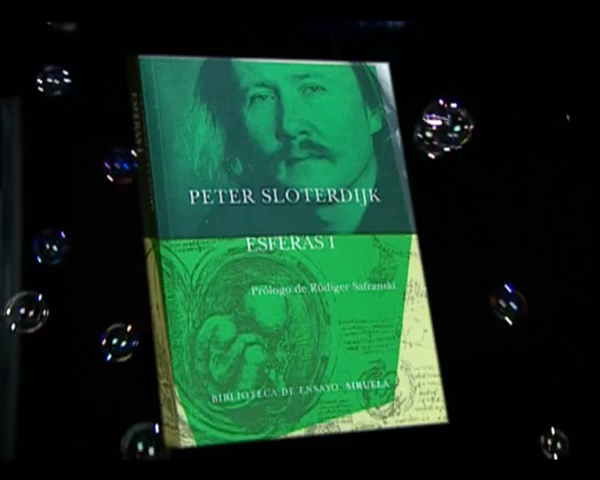 PETER SLOTERDIJK
ESFERAS I
Prólogo de Rüdiger Safranski
BIBLIOTECA DE ENSAYO SIRUELA